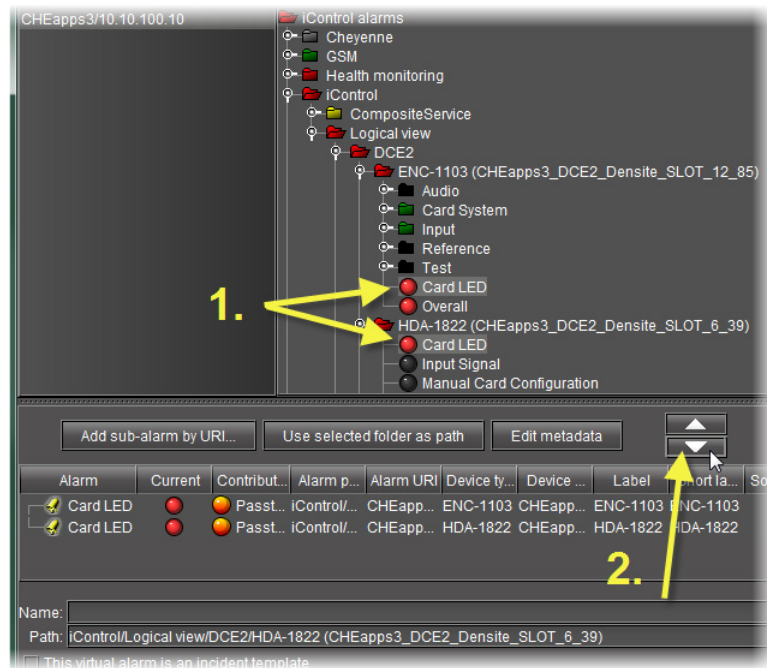 CHEapps3/10.10.100.10
iControl alarms
Cheyenne
GSM
Health monitoring
iControl
CompositeService
Logical view
DCE2
ENC-1103 (CHEapps3_DCE2_Densite_SLOT_12_85)
Audio
Card System
Input
Reference
Test
Card LED
Overall
HDA-1822 (CHEapps3_DCE2_Densite_SLOT_6_39)
Card LED
Input Signal
Manual Card Configuration
1.
Add sub-alarm by URI... Use selected folder as path Edit metadata
Alarm Current Contribut... Alarm p... Alarm URI Device ty... Device ... Label Short la... So
Card LED Passt... iControl/... CHEapp... ENC-1103 CHEapp... ENC-1103 ENC-1103
Card LED Passt... iControl/... CHEapp... HDA-1822 CHEapp... HDA-1822 HDA-1822
2.
Name:
Path: iControl/Logical view/DCE2/HDA-1822 (CHEapps3_DCE2_Densite_SLOT_6_39)
This virtual alarm is an incident template